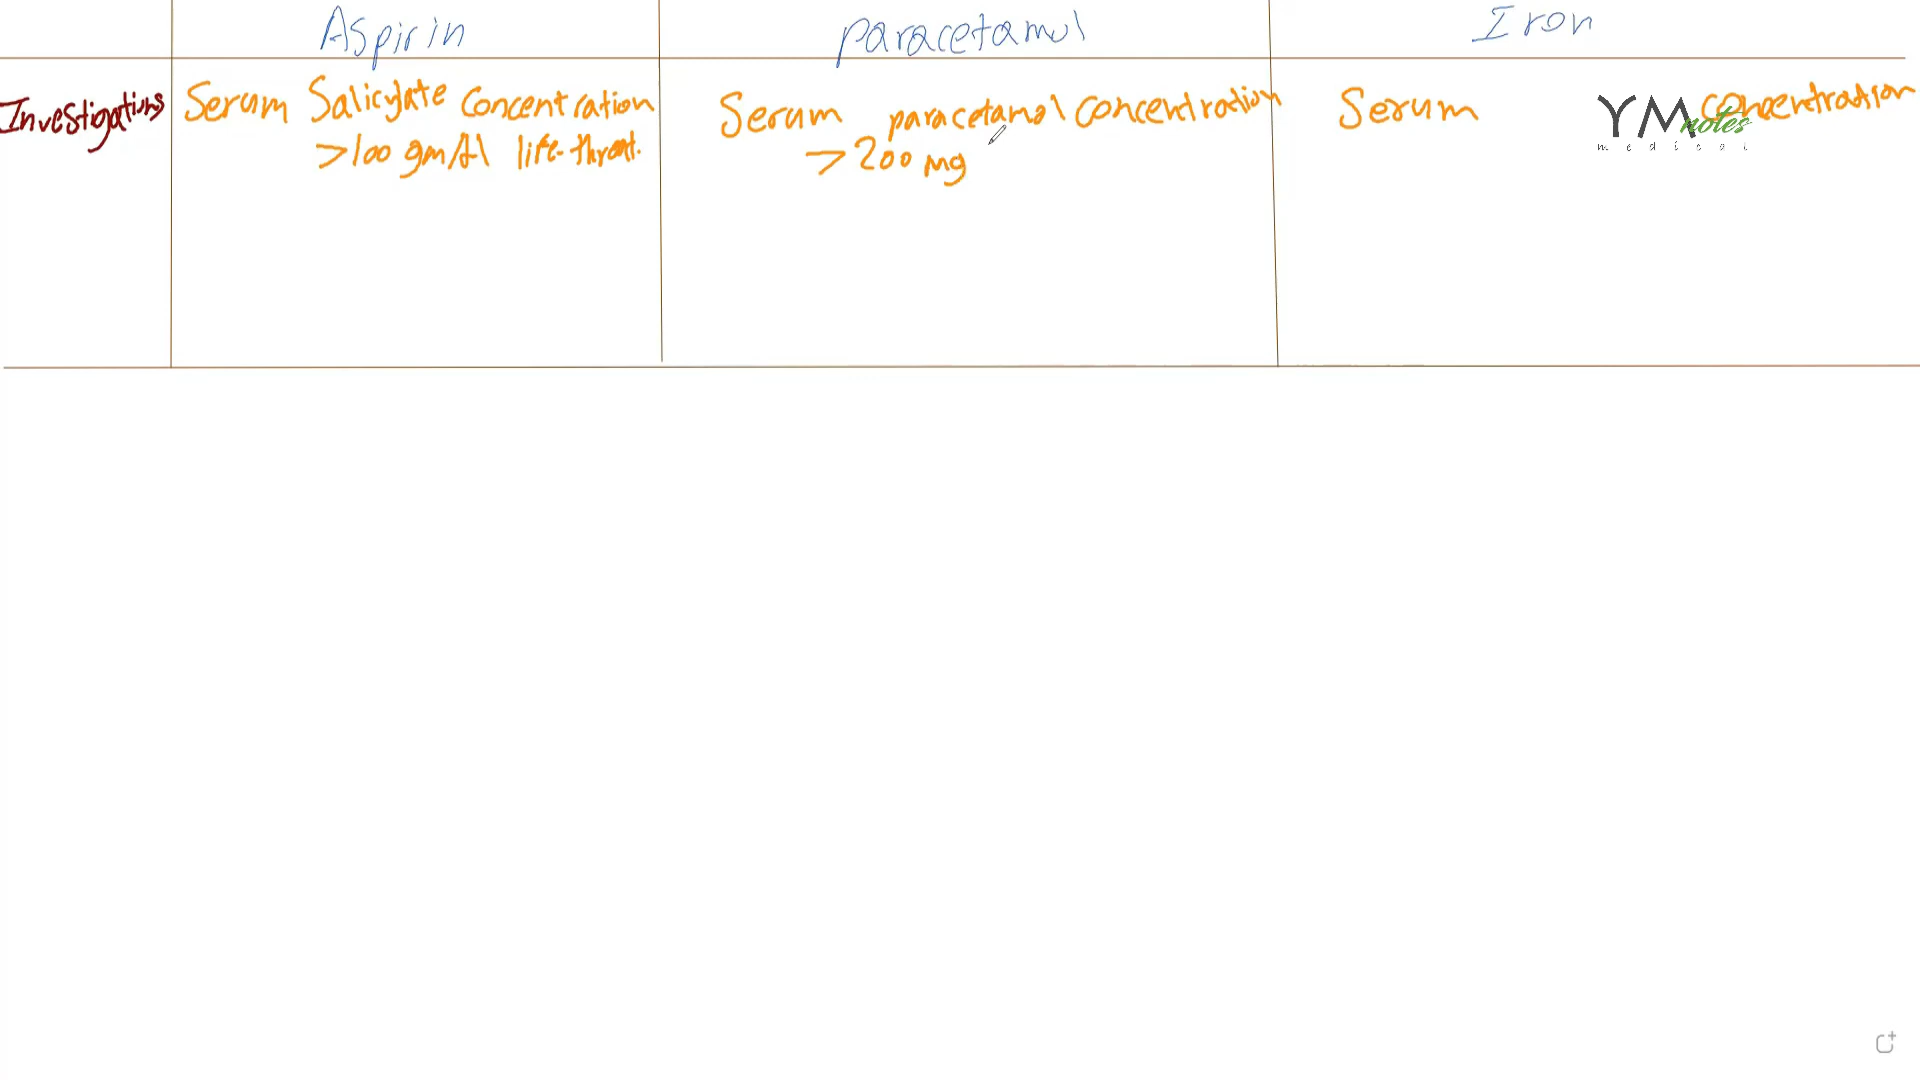 Aspirin paracetamol Iron
Investigations Serum Salicylate Concentration Serum paracetamol Concentration Serum Concentration
>100 gm/dl life-threat. >200 mg
YM notes
medical